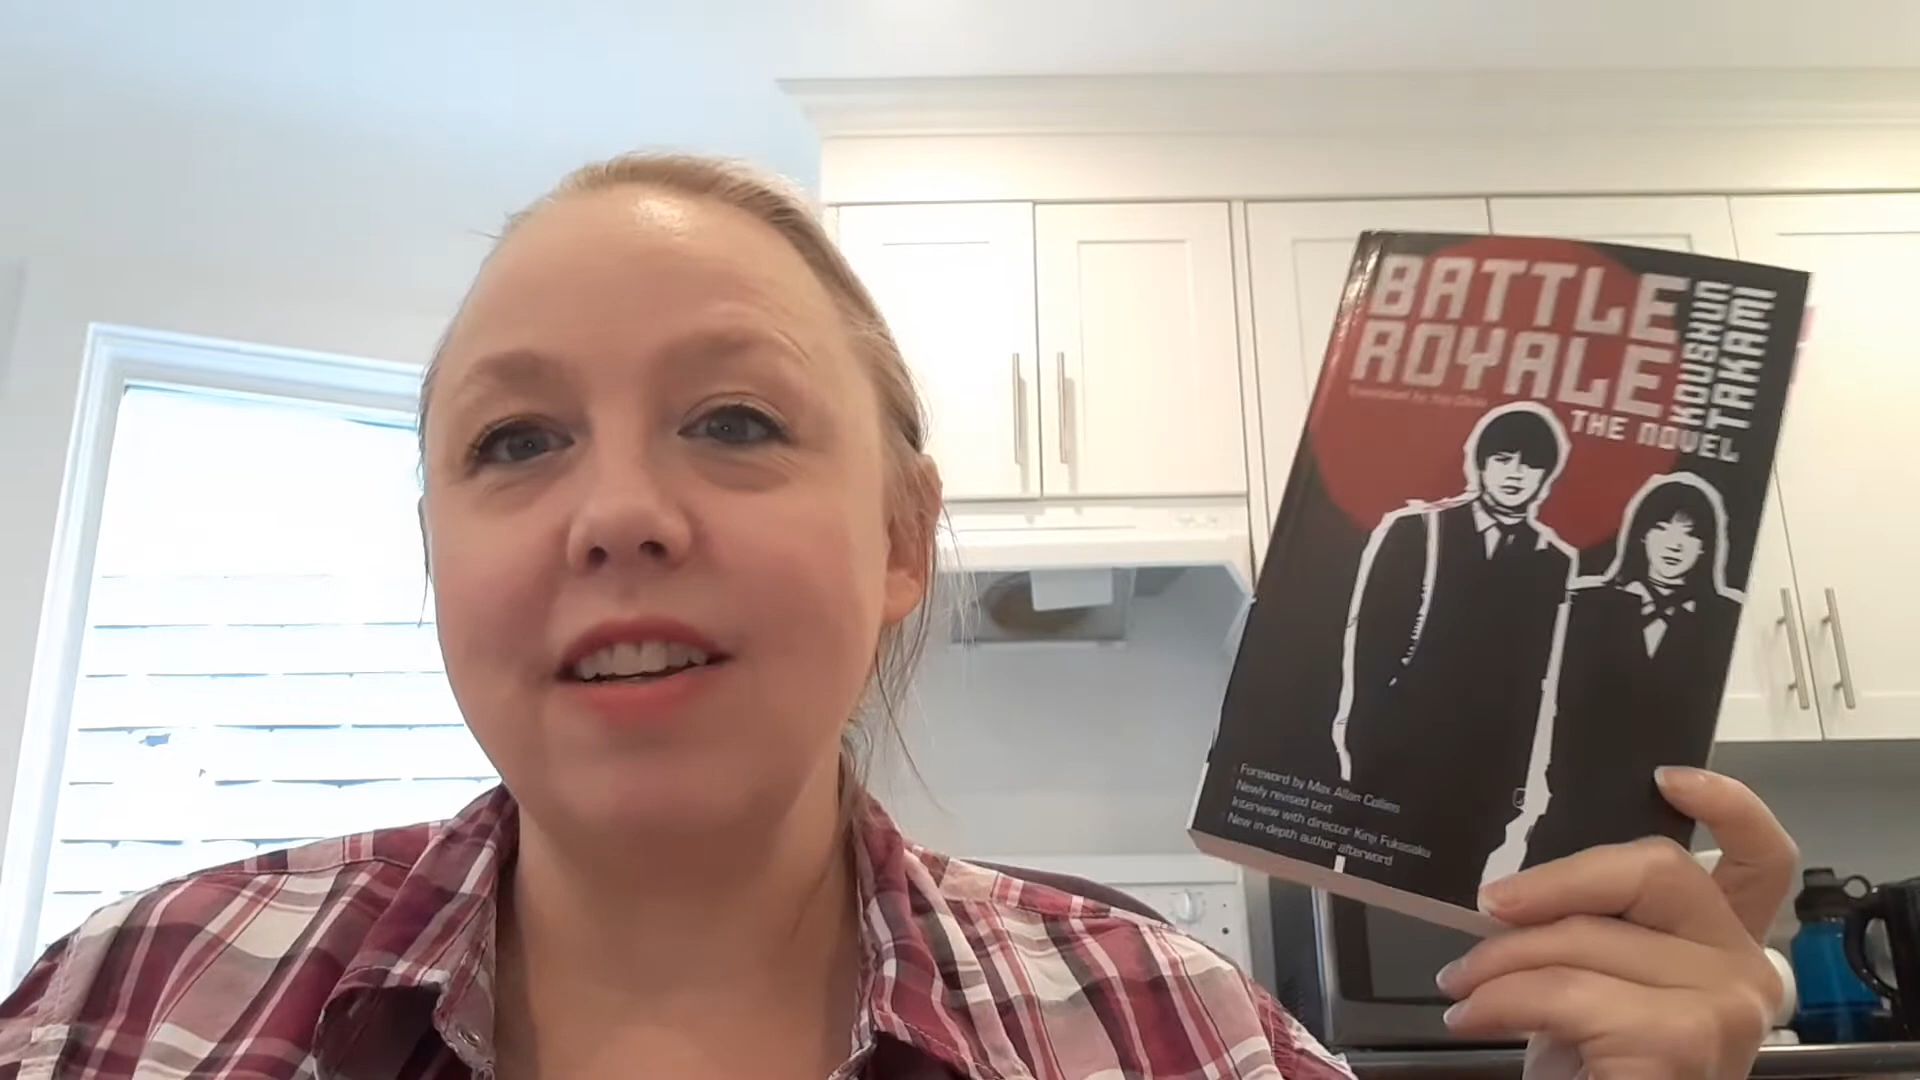 BATTLE
ROYALE
THE NOVEL
KOUSHUN
TAKAMI
Foreword by Max Allan Collins
Newly revised text
Interview with director Kinji Fukasaku
New in-depth author afterword